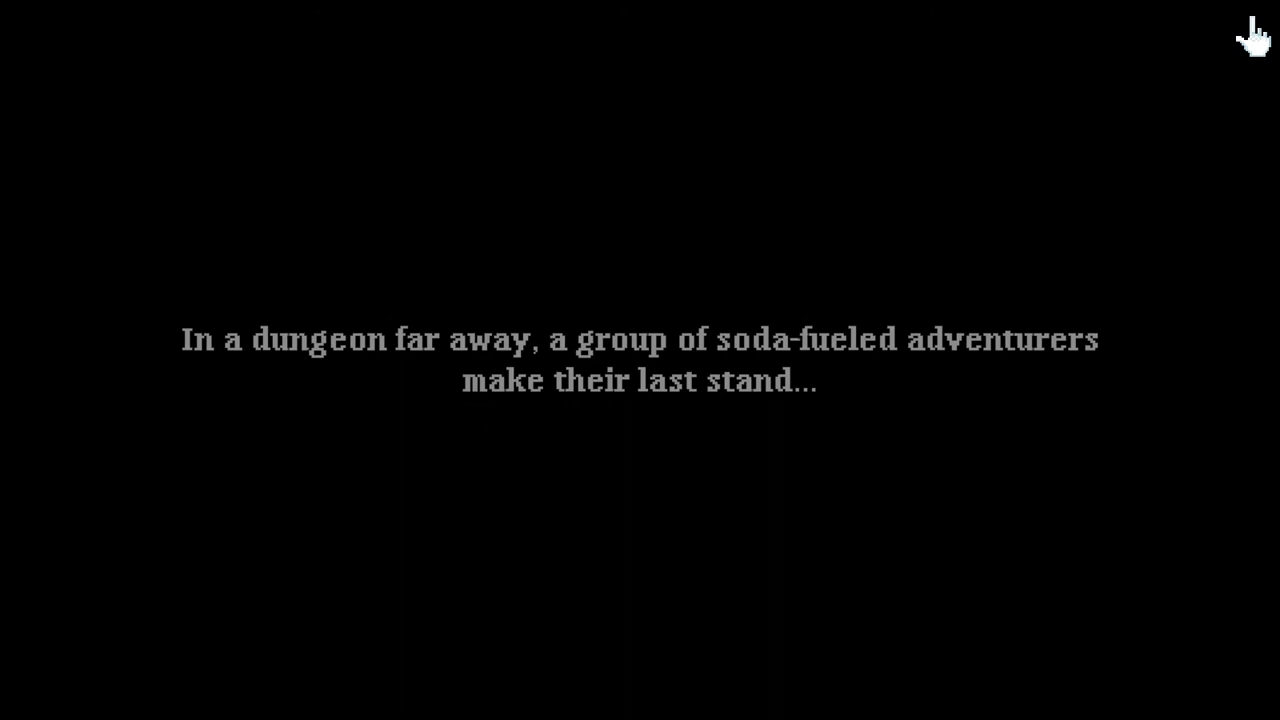 In a dungeon far away, a group of soda-fueled adventurers
make their last stand...